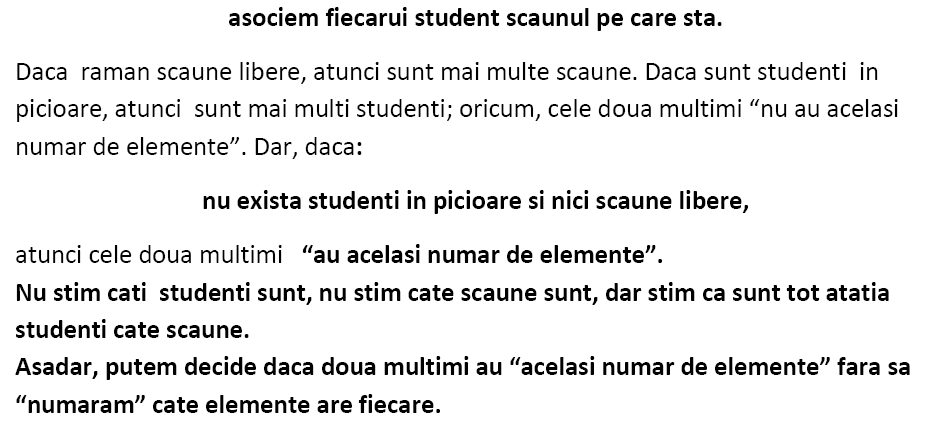 asociem fiecarui student scaunul pe care sta.
Daca raman scaune libere, atunci sunt mai multe scaune. Daca sunt studenti in
picioare, atunci sunt mai multi studenti; oricum, cele doua multimi “nu au acelasi
numar de elemente”. Dar, daca:
nu exista studenti in picioare si nici scaune libere,
atunci cele doua multimi “au acelasi numar de elemente”.
Nu stim cati studenti sunt, nu stim cate scaune sunt, dar stim ca sunt tot atatia
studenti cate scaune.
Asadar, putem decide daca doua multimi au “acelasi numar de elemente” fara sa
“numaram” cate elemente are fiecare.